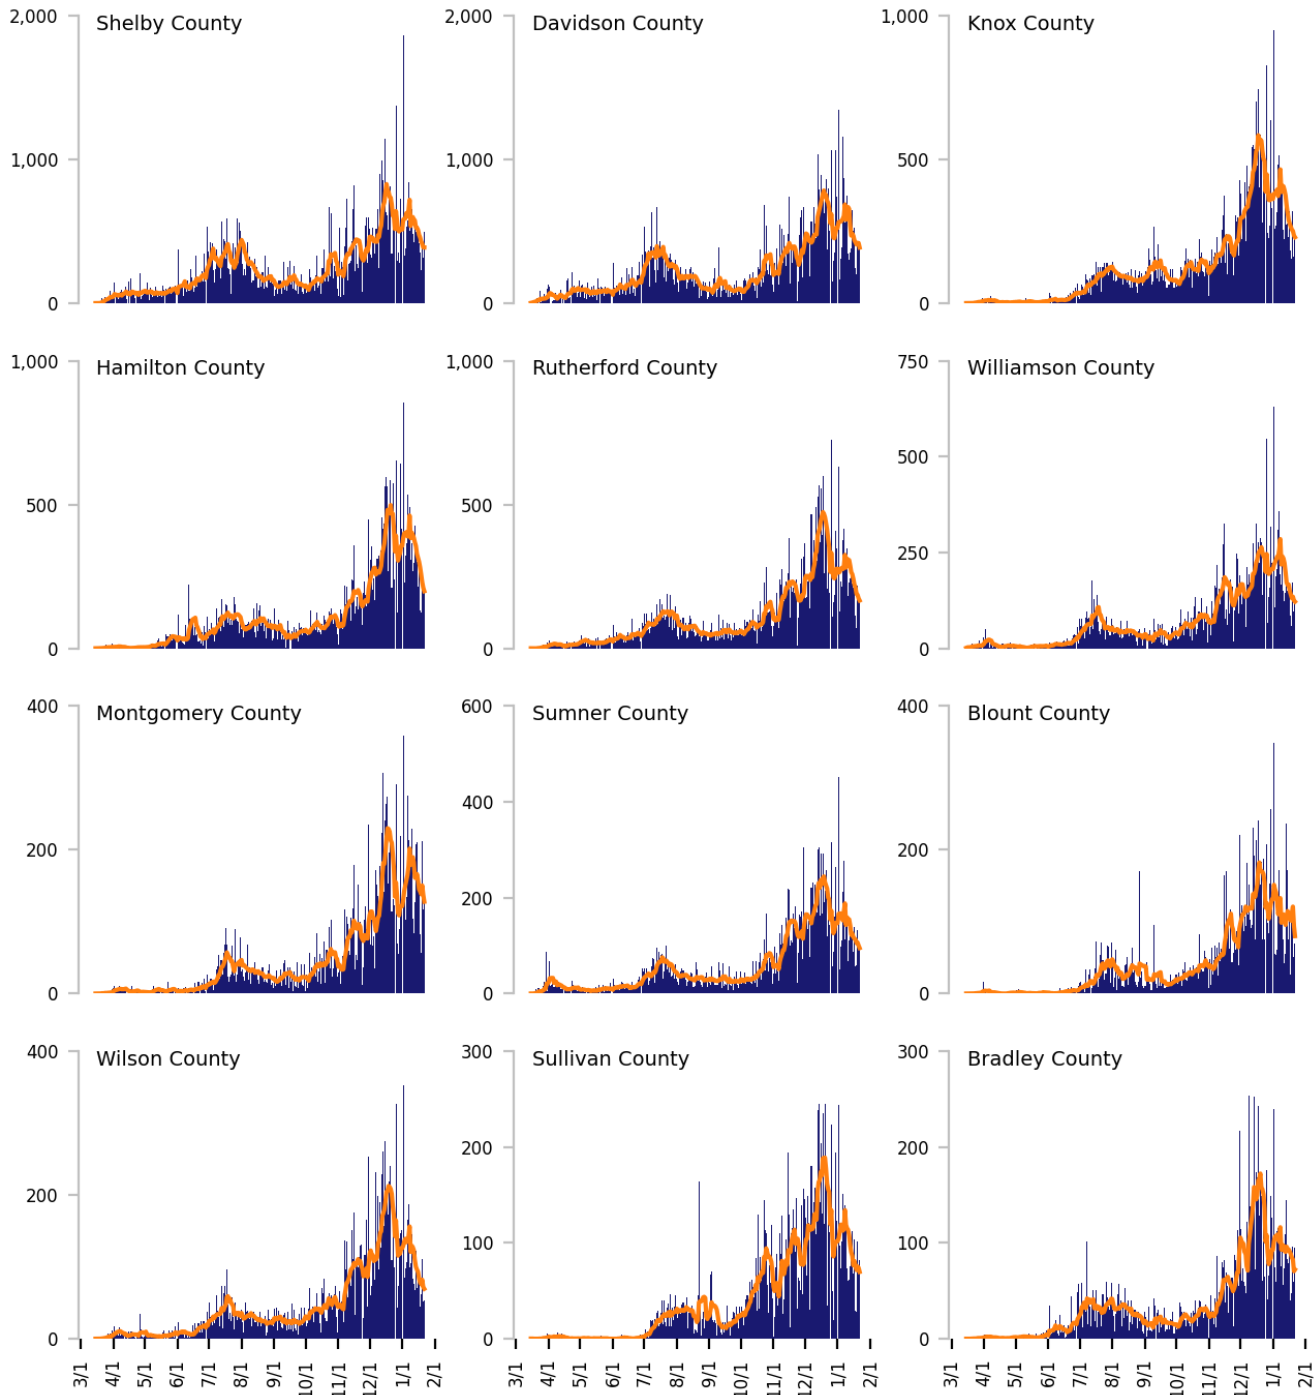 2,000
Shelby County
1,000
0
2,000
Davidson County
1,000
0
1,000
Knox County
500
0
1,000
Hamilton County
500
0
1,000
Rutherford County
500
0
750
Williamson County
500
250
0
400
Montgomery County
200
0
600
Sumner County
400
200
0
400
Blount County
200
0
400
Wilson County
200
0
300
Sullivan County
200
100
0
300
Bradley County
200
100
0
3/1 4/1 5/1 6/1 7/1 8/1 9/1 10/1 11/1 12/1 1/1 2/1
3/1 4/1 5/1 6/1 7/1 8/1 9/1 10/1 11/1 12/1 1/1 2/1
3/1 4/1 5/1 6/1 7/1 8/1 9/1 10/1 11/1 12/1 1/1 2/1